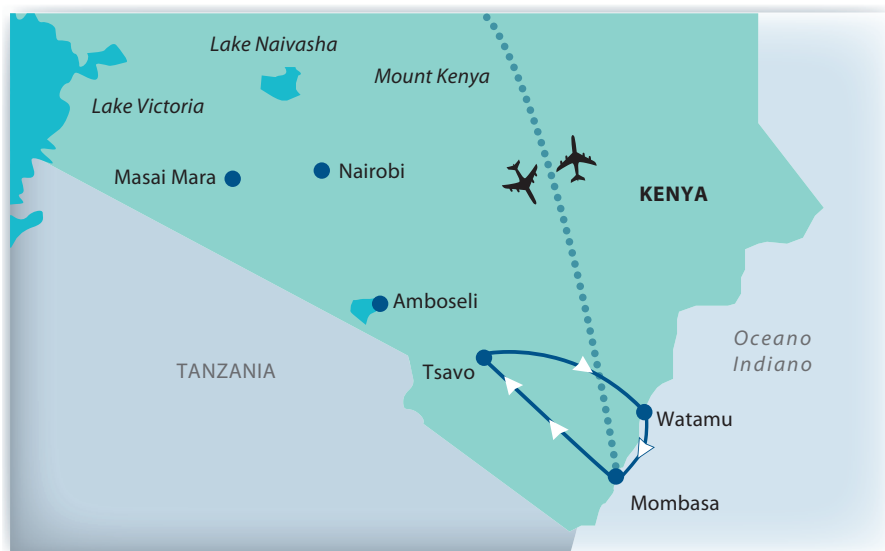 Lake Naivasha
Mount Kenya
Lake Victoria
Masai Mara
Nairobi
KENYA
Amboseli
Oceano
Indiano
TANZANIA
Tsavo
Watamu
Mombasa